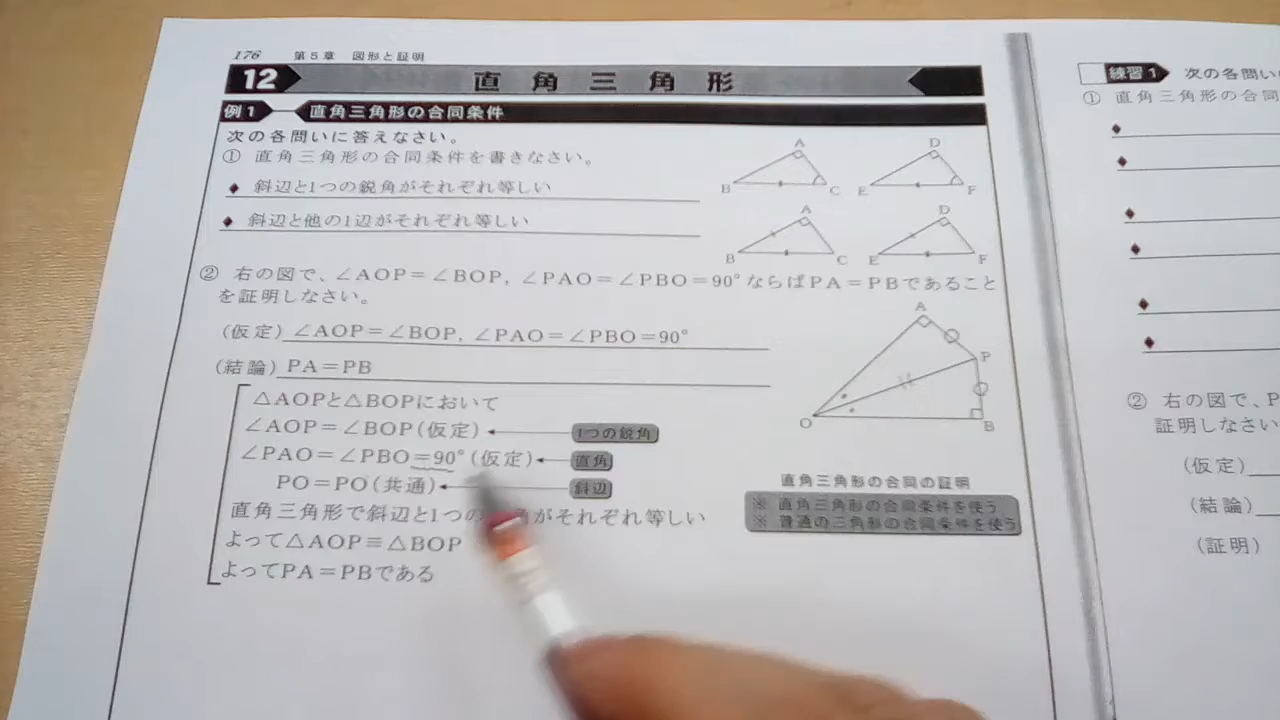 176 第5章 図形と証明
12 直角三角形
例1 直角三角形の合同条件
次の各問いに答えなさい。
① 直角三角形の合同条件を書きなさい。
♦ 斜辺と1つの鋭角がそれぞれ等しい
♦ 斜辺と他の1辺がそれぞれ等しい
A
B
C
D
E
F
A
B
C
D
E
F
② 右の図で、∠AOP=∠BOP, ∠PAO=∠PBO=90°ならばPA=PBであること
を証明しなさい。
(仮定) ∠AOP=∠BOP, ∠PAO=∠PBO=90°
(結論) PA=PB
△AOPと△BOPにおいて
∠AOP=∠BOP(仮定) 1つの鋭角
∠PAO=∠PBO=90°(仮定) 直角
PO=PO(共通) 斜辺
直角三角形で斜辺と1つの 角がそれぞれ等しい
よって△AOP≡△BOP
よってPA=PBである
A
P
O
B
直角三角形の合同の証明
※ 直角三角形の合同条件を使う
※ 普通の三角形の合同条件を使う
練習1 次の各問い
① 直角三角形の合同
② 右の図で、P
証明しなさい
(仮定)
(結論)
(証明)